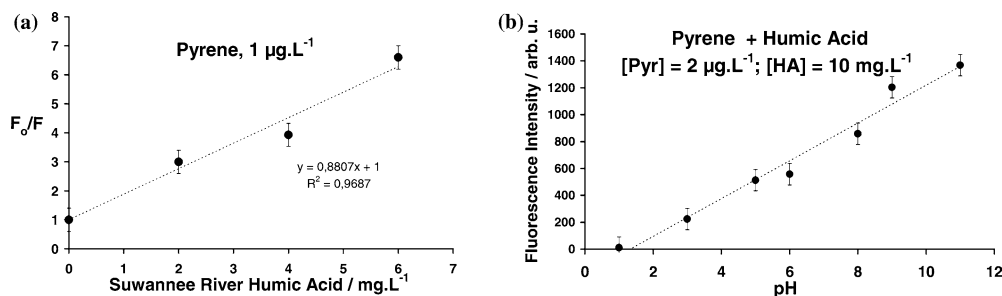 (a)
8
7
6
5
4
3
2
1
0
Fo/F
Pyrene, 1 µg.L-1
y = 0,8807x + 1
R2 = 0,9687
0 1 2 3 4 5 6 7
Suwannee River Humic Acid / mg.L-1
(b)
Fluorescence Intensity / arb. u.
1600
1400
1200
1000
800
600
400
200
0
Pyrene + Humic Acid
[Pyr] = 2 µg.L-1; [HA] = 10 mg.L-1
0 2 4 6 8 10 12
pH